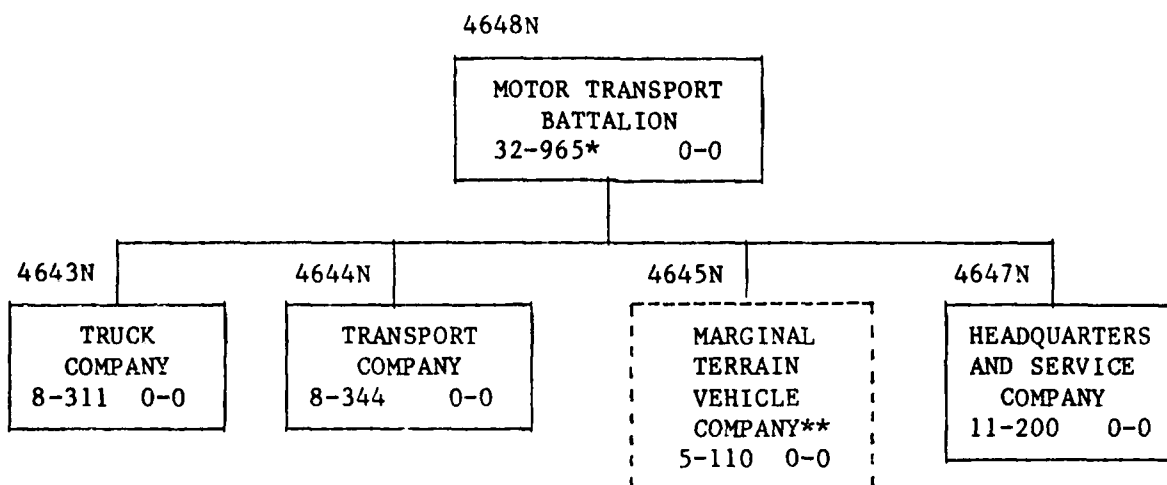 4648N
MOTOR TRANSPORT
BATTALION
32-965* 0-0
4643N
TRUCK
COMPANY
8-311 0-0
4644N
TRANSPORT
COMPANY
8-344 0-0
4645N
MARGINAL
TERRAIN
VEHICLE
COMPANY**
5-110 0-0
4647N
HEADQUARTERS
AND SERVICE
COMPANY
11-200 0-0